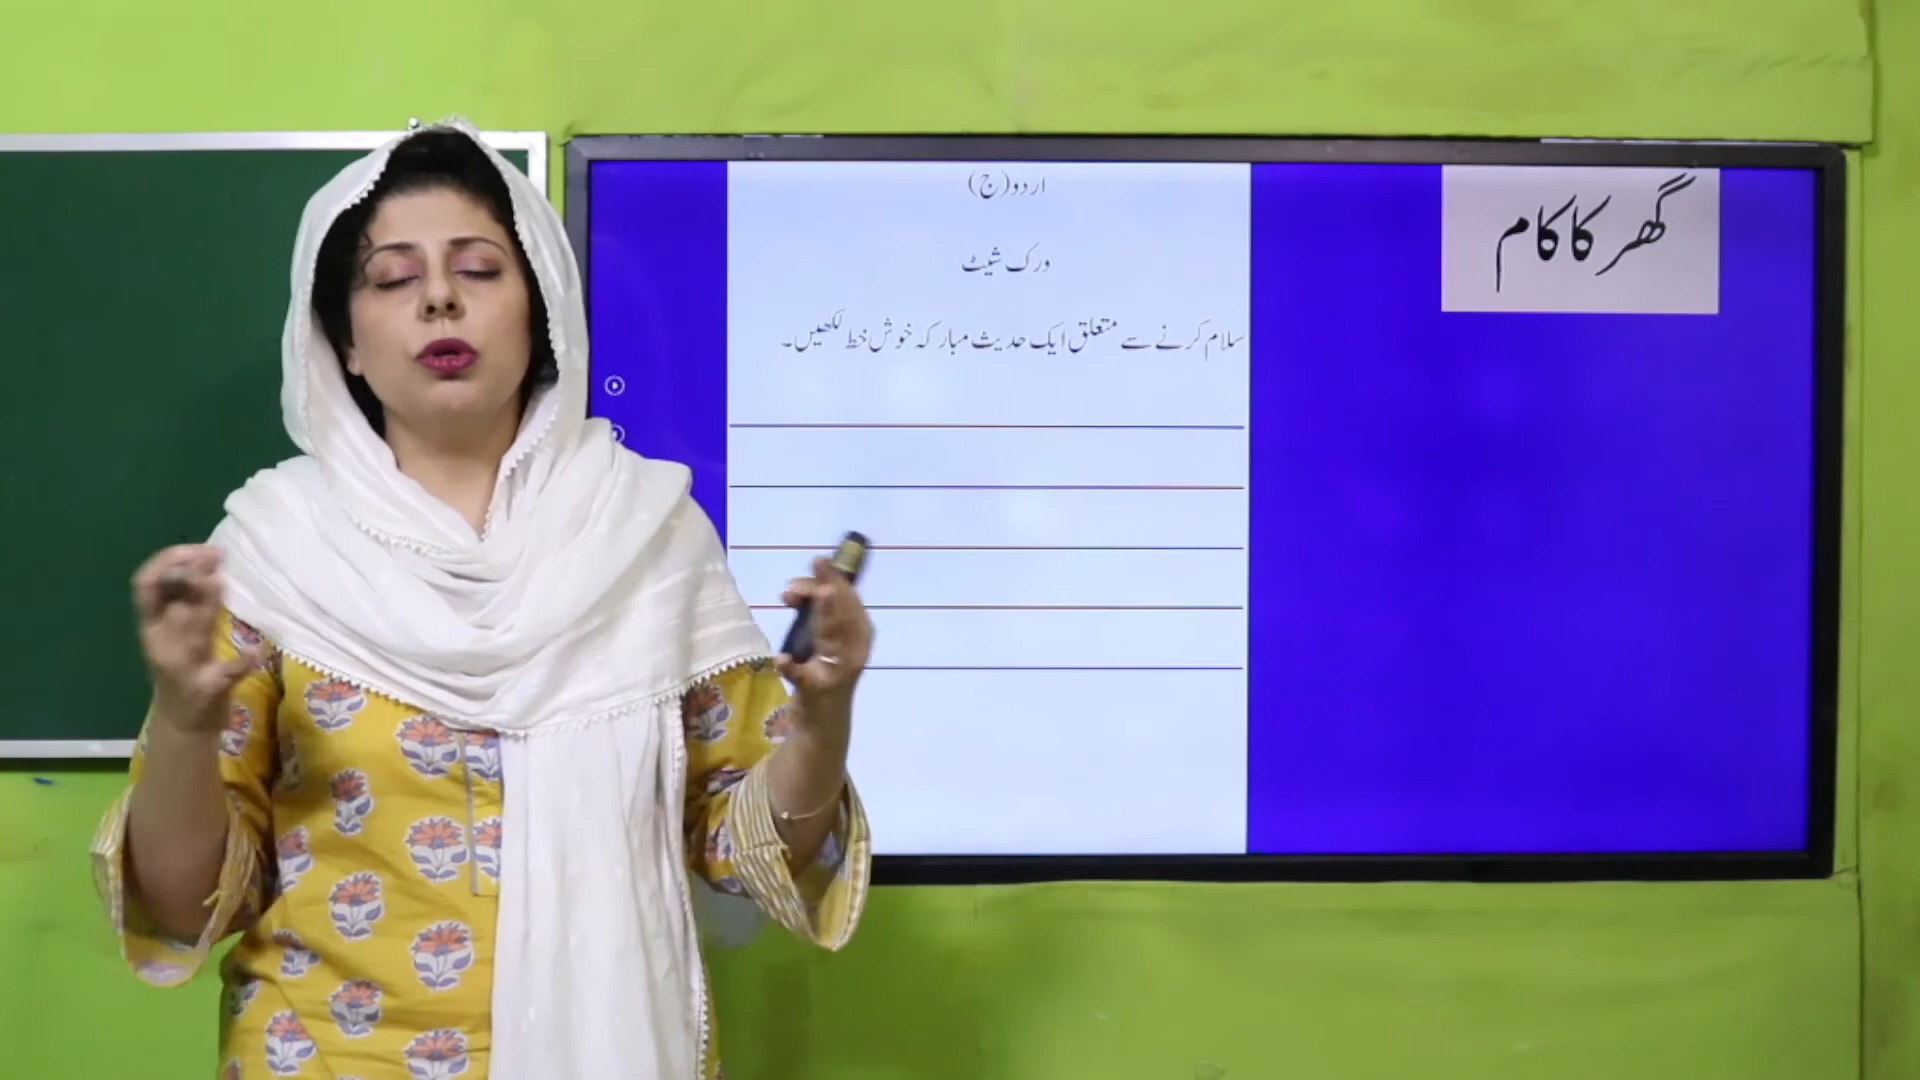 گھر کا کام
اردو (ج)
ورک شیٹ
سلام کرنے سے متعلق ایک حدیث مبارکہ خوش خط لکھیں۔